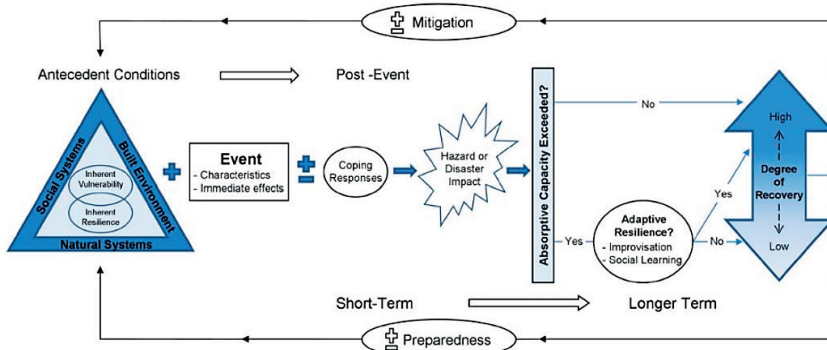 Mitigation
Antecedent Conditions
Post -Event
Social Systems
Built Environment
Natural Systems
Inherent
Vulnerability
Inherent
Resilience
Event
- Characteristics
- Immediate effects
Coping
Responses
Hazard or
Disaster
Impact
Absorptive Capacity Exceeded?
No
Yes
Adaptive
Resilience?
- Improvisation
- Social Learning
Yes
No
High
Degree of
Recovery
Low
Short-Term
Longer Term
Preparedness